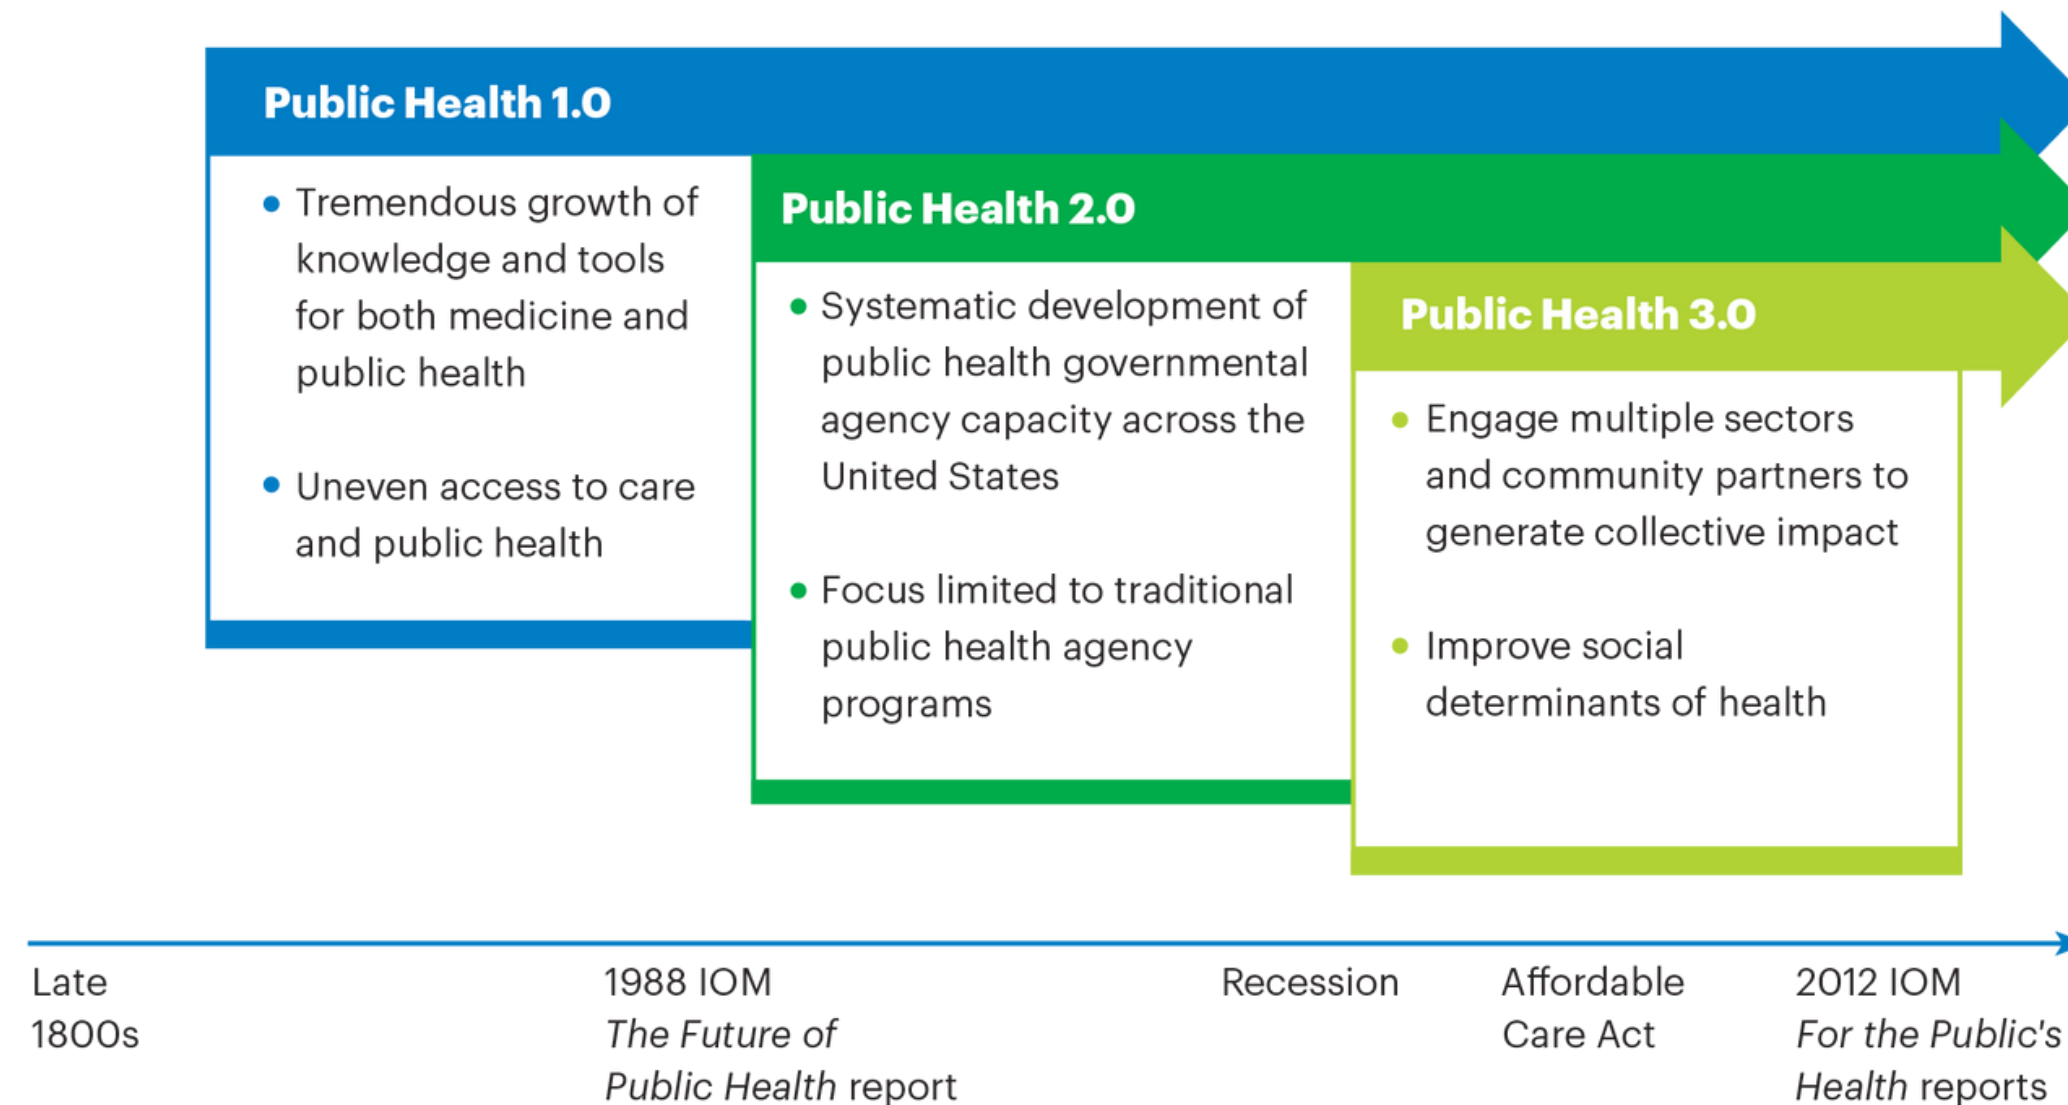 Public Health 1.0
Tremendous growth of
knowledge and tools
for both medicine and
public health
Uneven access to care
and public health
Public Health 2.0
Systematic development of
public health governmental
agency capacity across the
United States
Focus limited to traditional
public health agency
programs
Public Health 3.0
Engage multiple sectors
and community partners to
generate collective impact
Improve social
determinants of health
Late
1800s
1988 IOM
The Future of
Public Health report
Recession
Affordable
Care Act
2012 IOM
For the Public's
Health reports